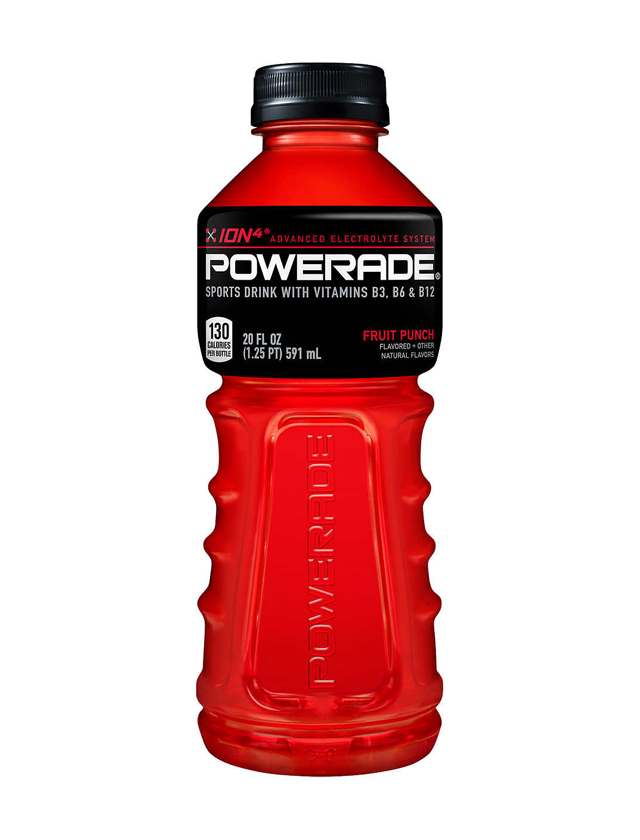 ION4®ADVANCED ELECTROLYTE SYSTEM
POWERADE®
SPORTS DRINK WITH VITAMINS B3, B6 & B12
130
CALORIES
PER BOTTLE
20 FL OZ
(1.25 PT) 591 mL
FRUIT PUNCH
FLAVORED + OTHER
NATURAL FLAVORS
POWERADE